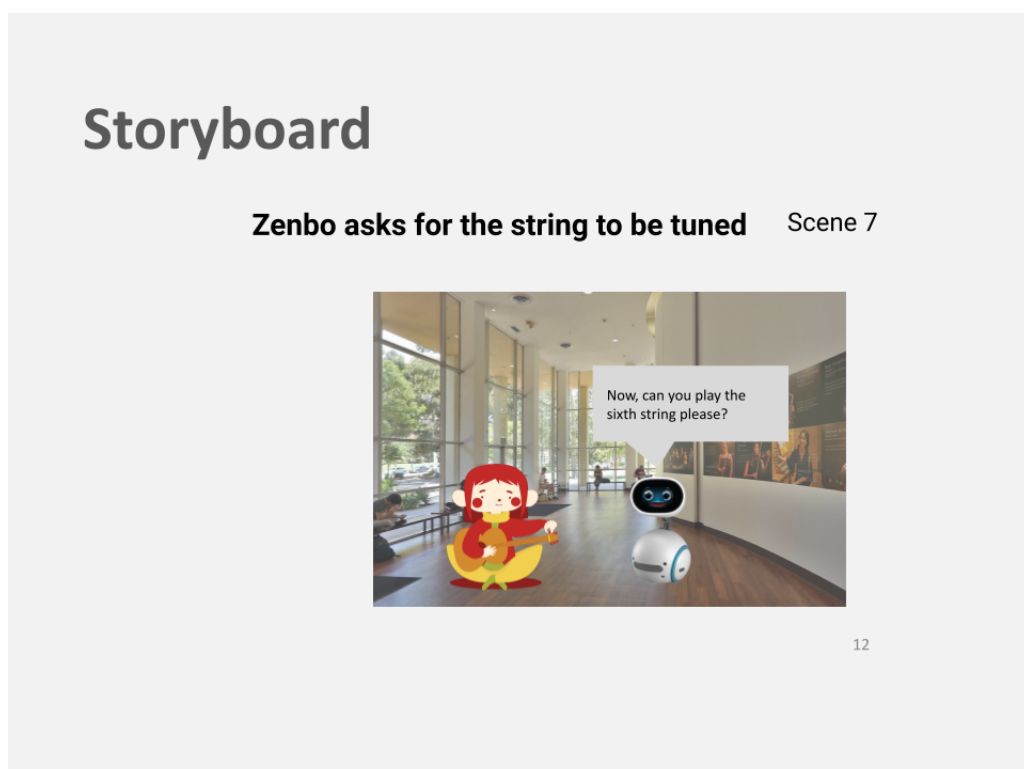 Storyboard
Zenbo asks for the string to be tuned
Scene 7
Now, can you play the
sixth string please?
12